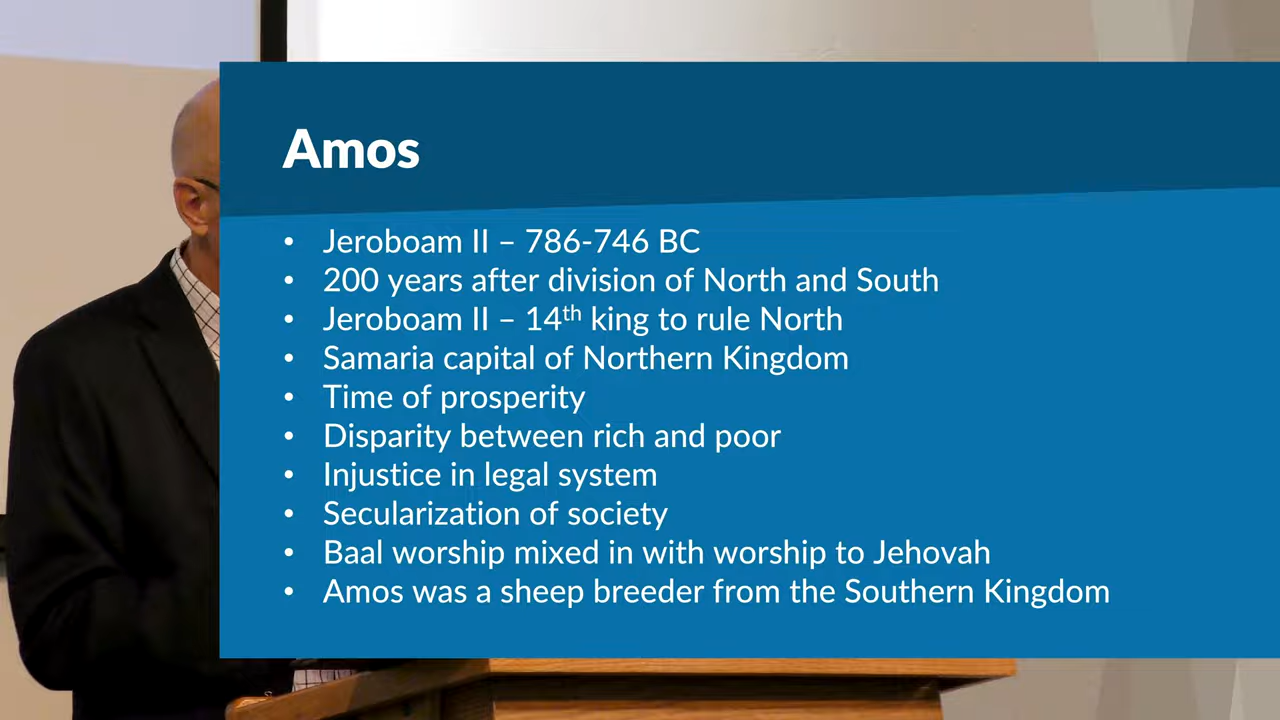 Amos
• Jeroboam II – 786-746 BC
• 200 years after division of North and South
• Jeroboam II – 14th king to rule North
• Samaria capital of Northern Kingdom
• Time of prosperity
• Disparity between rich and poor
• Injustice in legal system
• Secularization of society
• Baal worship mixed in with worship to Jehovah
• Amos was a sheep breeder from the Southern Kingdom